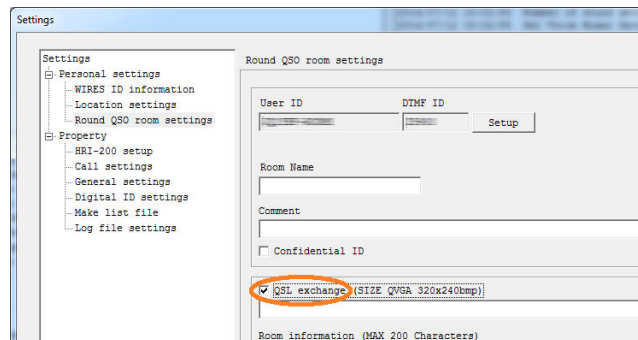 Settings
Settings
Personal settings
WIRES ID information
Location settings
Round QSO room settings
Property
HRI-200 setup
Call settings
General settings
Digital ID settings
Make list file
Log file settings
Round QSO room settings
User ID DTMF ID
Setup
Room Name
Comment
Confidential ID
QSL exchange (SIZE QVGA 320x240bmp)
Room information (MAX 200 Characters)